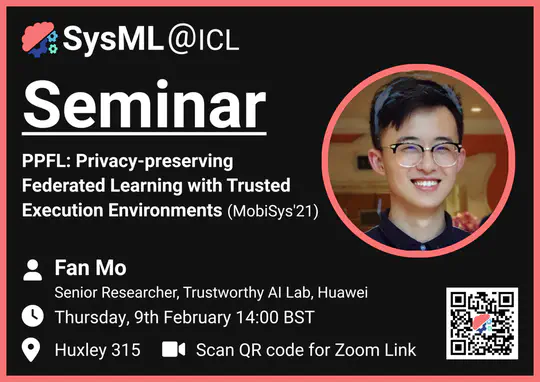 SysML@ICL
Seminar
PPFL: Privacy-preserving
Federated Learning with Trusted
Execution Environments (MobiSys'21)
Fan Mo
Senior Researcher, Trustworthy AI Lab, Huawei
Thursday, 9th February 14:00 BST
Huxley 315
Scan QR code for Zoom Link